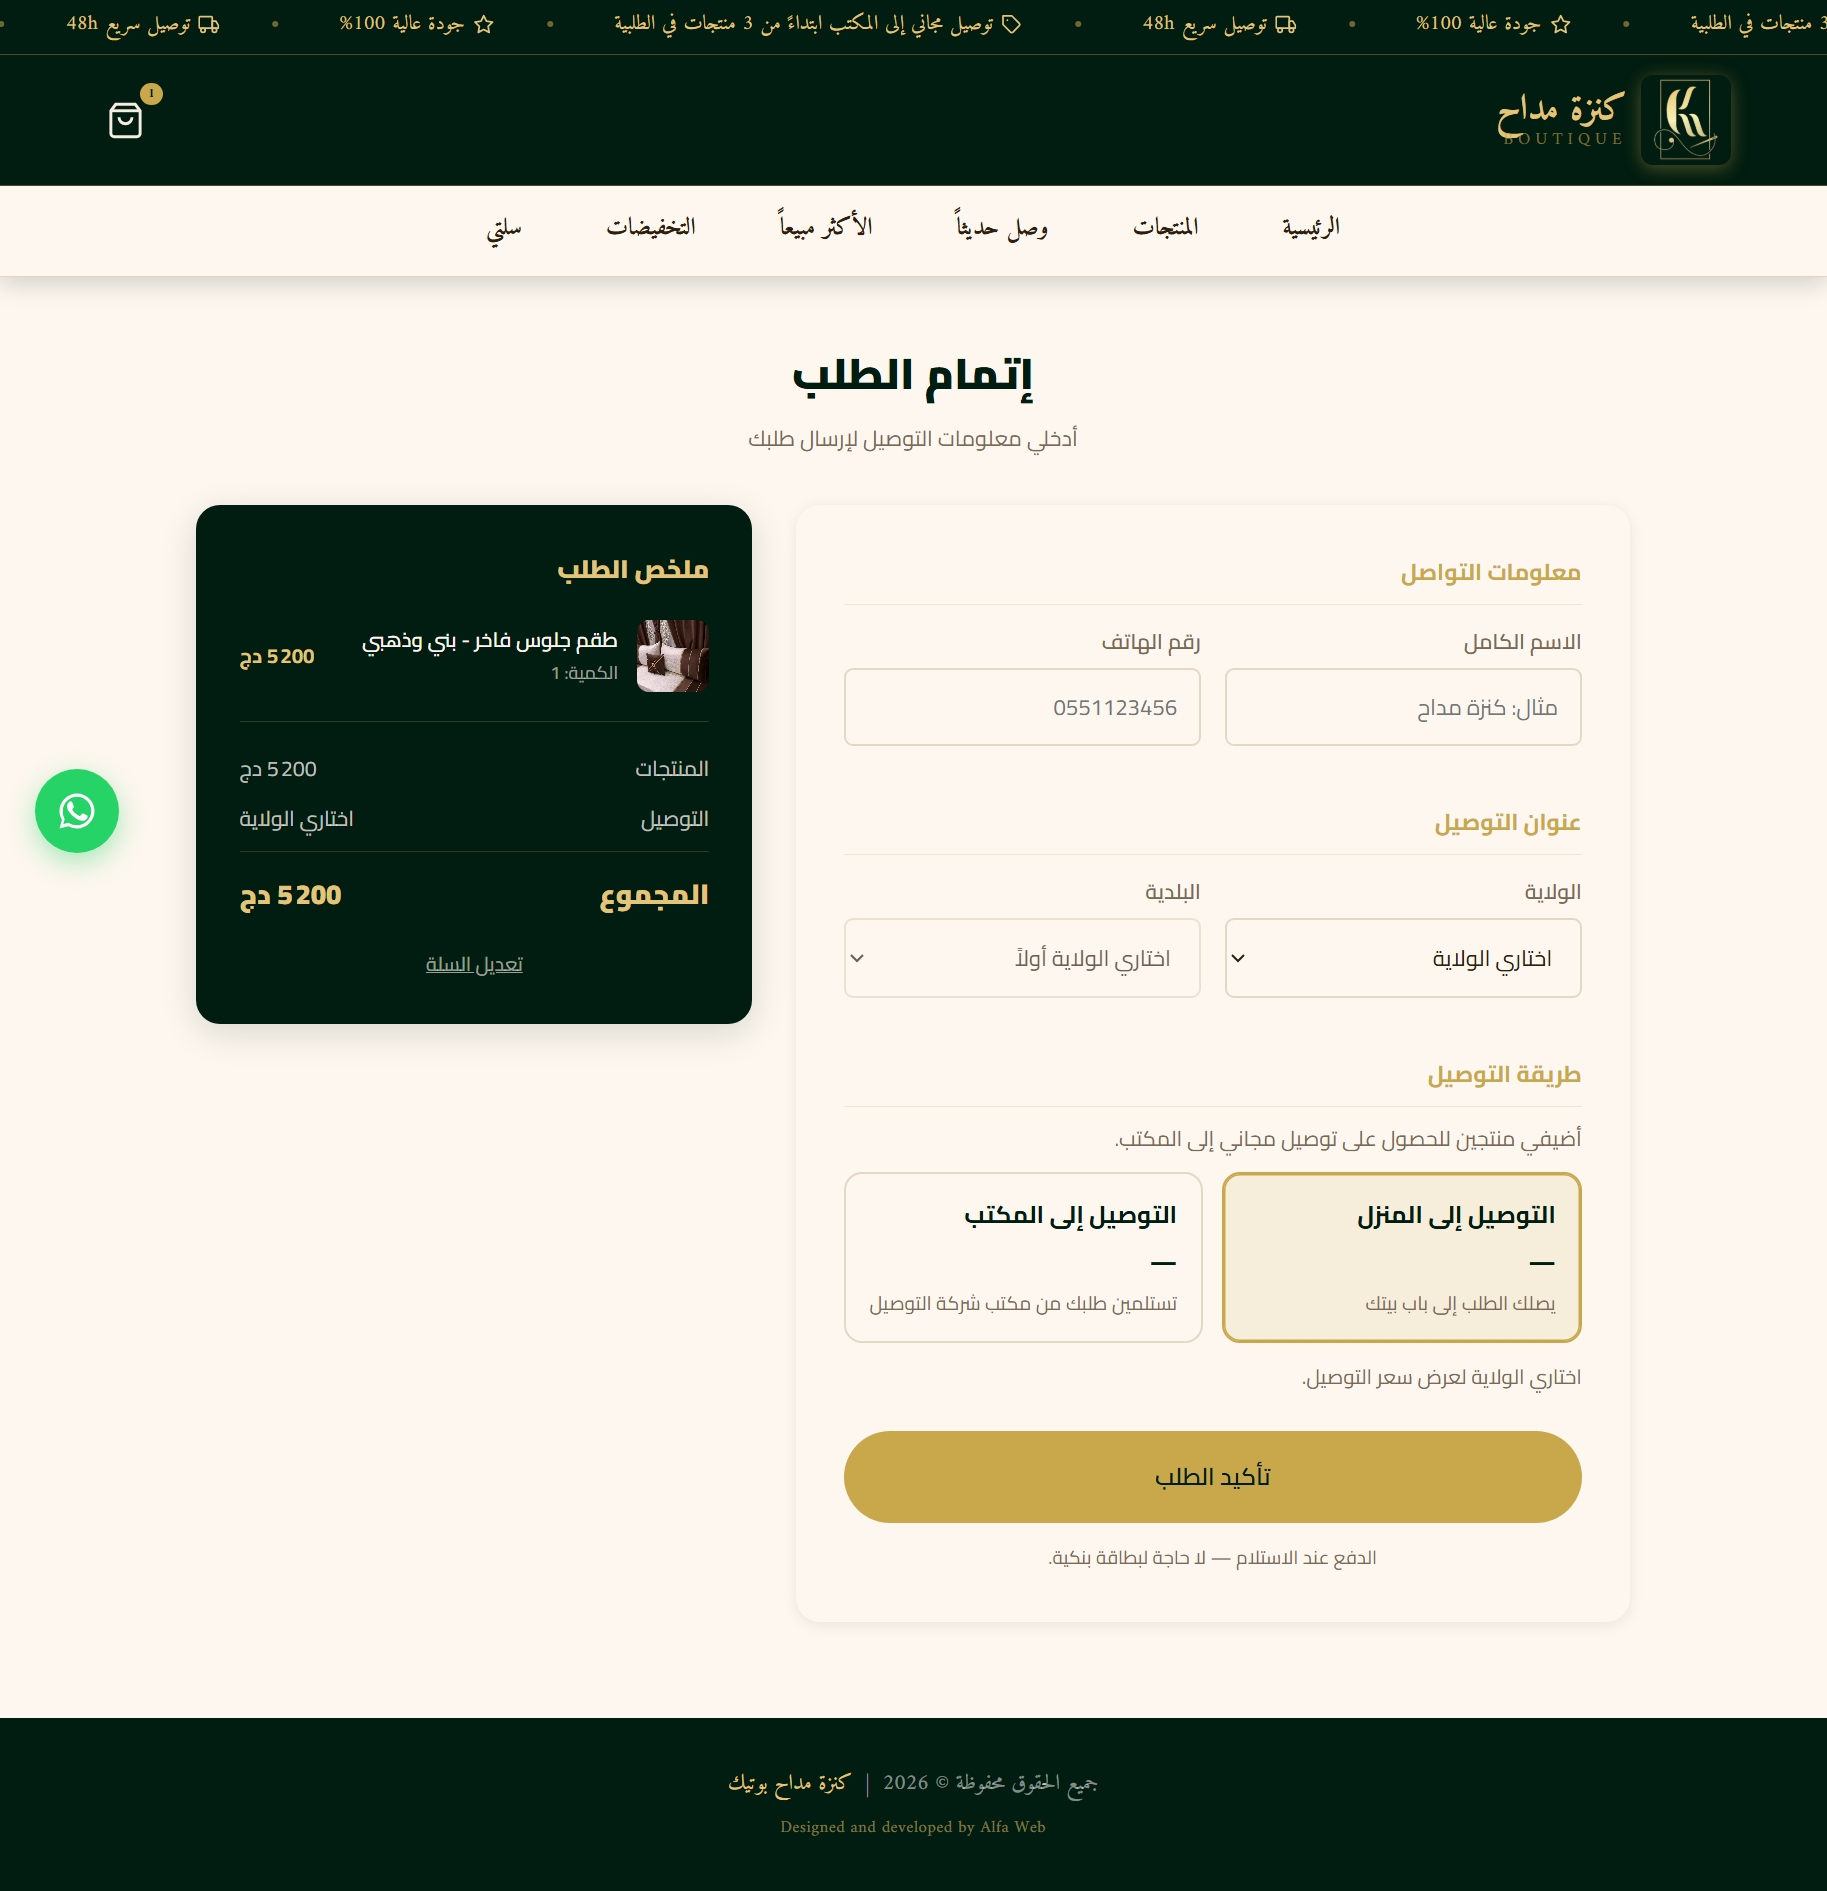 3 منتجات في الطلبية • جودة عالية 100% • توصيل سريع 48h • توصيل مجاني إلى المكتب ابتداءً من 3 منتجات في الطلبية • جودة عالية 100% • توصيل سريع 48h
كنزة مداح
BOUTIQUE
1
الرئيسية
المنتجات
وصل حديثاً
الأكثر مبيعاً
التخفيضات
سلتي
إتمام الطلب
أدخلي معلومات التوصيل لإرسال طلبك
معلومات التواصل
الاسم الكامل
مثال: كنزة مداح
رقم الهاتف
0551123456
عنوان التوصيل
الولاية
اختاري الولاية
البلدية
اختاري الولاية أولاً
طريقة التوصيل
أضيفي منتجين للحصول على توصيل مجاني إلى المكتب.
التوصيل إلى المنزل
—
يصلك الطلب إلى باب بيتك
التوصيل إلى المكتب
—
تستلمين طلبك من مكتب شركة التوصيل
اختاري الولاية لعرض سعر التوصيل.
تأكيد الطلب
الدفع عند الاستلام — لا حاجة لبطاقة بنكية.
ملخص الطلب
طقم جلوس فاخر - بني وذهبي
الكمية: 1
5 200 دج
المنتجات 5 200 دج
التوصيل اختاري الولاية
المجموع 5 200 دج
تعديل السلة
جميع الحقوق محفوظة © 2026 | كنزة مداح بوتيك
Designed and developed by Alfa Web